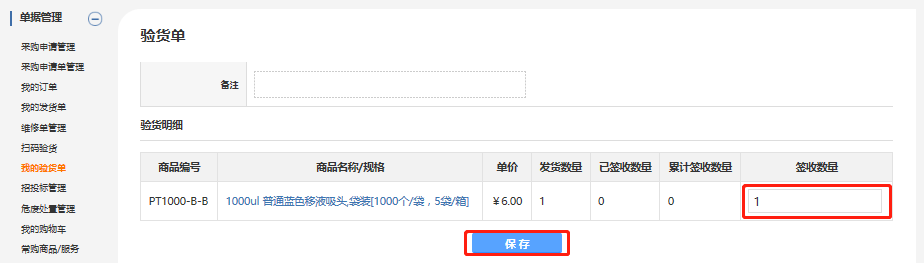 单据管理
采购申请管理
采购申请单管理
我的订单
我的发货单
维修单管理
扫码验货
我的验货单
招投标管理
危废处置管理
我的购物车
常购商品/服务
验货单
备注
验货明细
商品编号 商品名称/规格 单价 发货数量 已签收数量 累计签收数量 签收数量
PT1000-B-B 1000ul 普通蓝色移液吸头,袋装[1000个/袋，5袋/箱] ￥6.00 1 0 0 1
保存